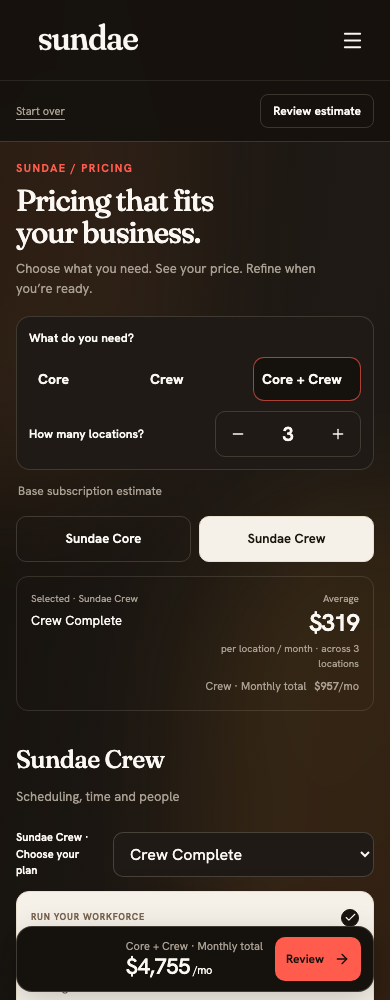 sundae
Start over
Review estimate
SUNDAE / PRICING
Pricing that fits
your business.
Choose what you need. See your price. Refine when
you're ready.
What do you need?
Core
Crew
Core + Crew
How many locations?
− 3 +
Base subscription estimate
Sundae Core
Sundae Crew
Selected · Sundae Crew
Crew Complete
Average
$319
per location / month · across 3
locations
Crew · Monthly total $957/mo
Sundae Crew
Scheduling, time and people
Sundae Crew ·
Choose your
plan
Crew Complete
RUN YOUR WORKFORCE
Core + Crew · Monthly total
$4,755 /mo
Review →